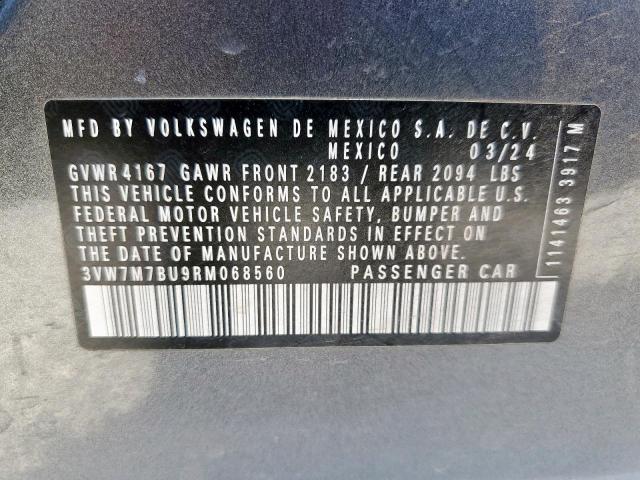 MFD BY VOLKSWAGEN DE MEXICO S.A. DE C.V.
MEXICO 03/24
GVWR 4167 GAWR FRONT 2183 / REAR 2094 LBS
THIS VEHICLE CONFORMS TO ALL APPLICABLE U.S.
FEDERAL MOTOR VEHICLE SAFETY, BUMPER AND
THEFT PREVENTION STANDARDS IN EFFECT ON
THE DATE OF MANUFACTURE SHOWN ABOVE.
3VW7M7BU9RM068560 PASSENGER CAR
1141463 3917 M